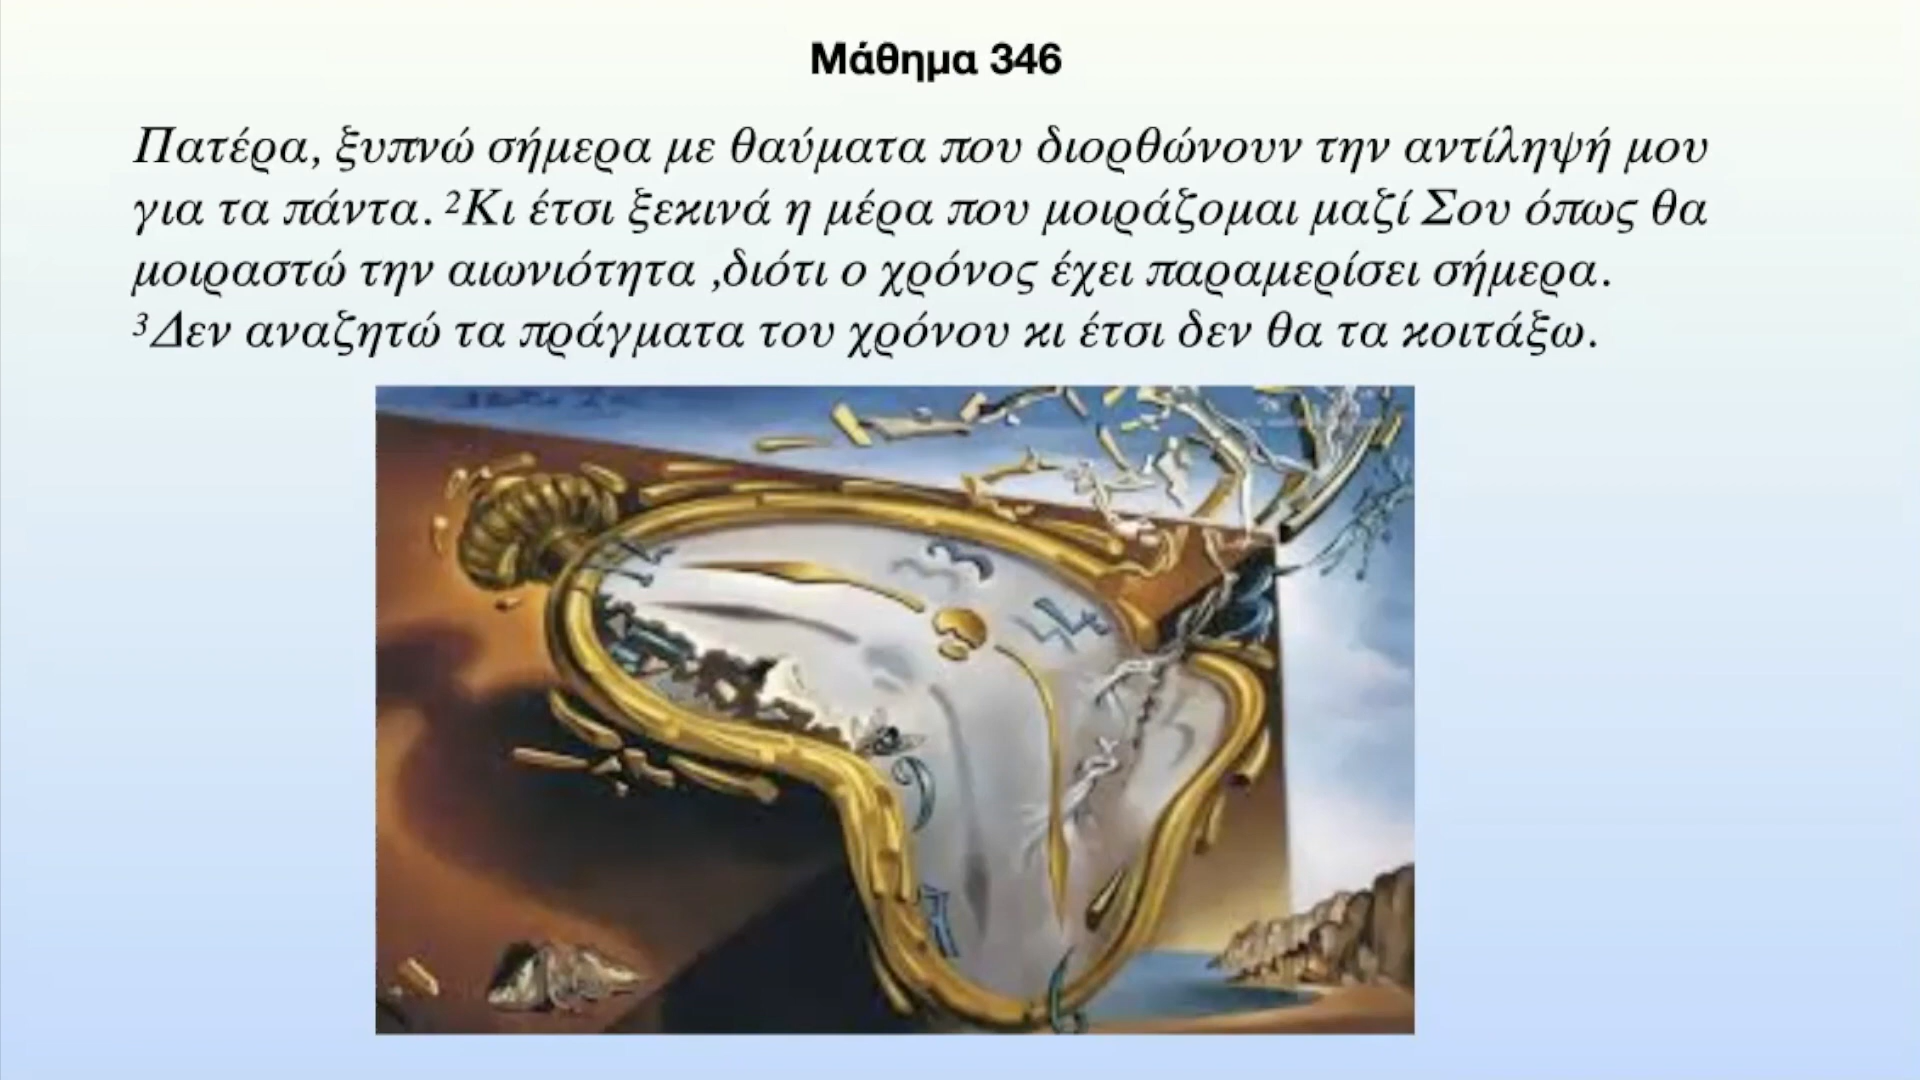 Μάθημα 346
Πατέρα, ξυπνώ σήμερα με θαύματα που διορθώνουν την αντίληψή μου
για τα πάντα. ²Κι έτσι ξεκινά η μέρα που μοιράζομαι μαζί Σου όπως θα
μοιραστώ την αιωνιότητα ,διότι ο χρόνος έχει παραμερίσει σήμερα.
³Δεν αναζητώ τα πράγματα του χρόνου κι έτσι δεν θα τα κοιτάξω.